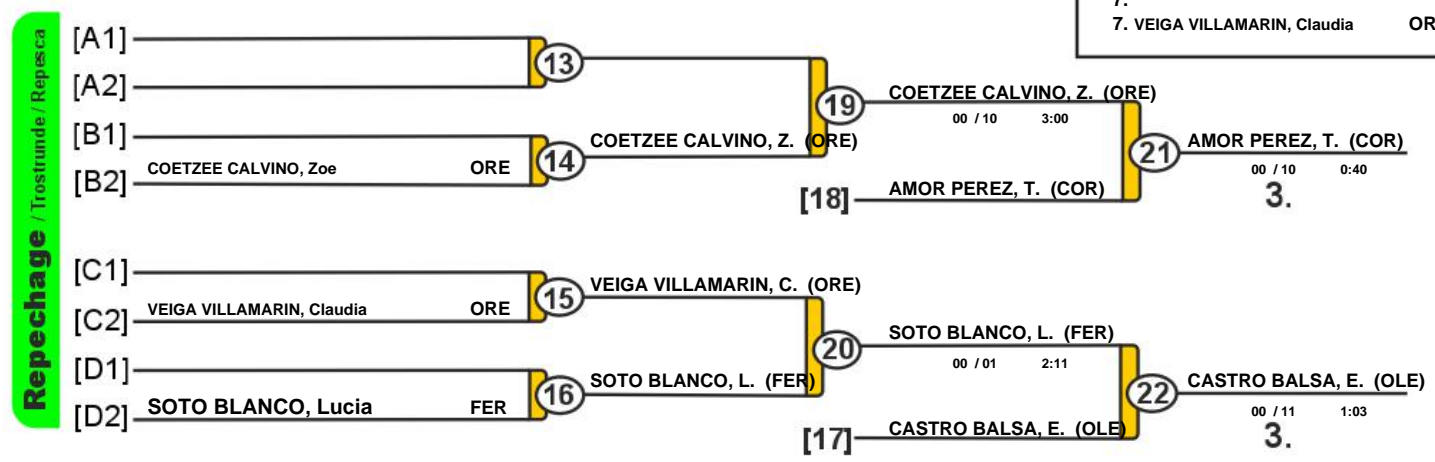 7.
7. VEIGA VILLAMARIN, Claudia OR
Repechage / Trostrunde / Repesca
[A1]
13
[A2]
19
COETZEE CALVINO, Z. (ORE)
00 / 10 3:00
[B1]
COETZEE CALVINO, Z. (ORE)
14
COETZEE CALVINO, Zoe ORE
[B2]
21
AMOR PEREZ, T. (COR)
00 / 10 0:40
3.
[18] AMOR PEREZ, T. (COR)
[C1]
VEIGA VILLAMARIN, C. (ORE)
15
VEIGA VILLAMARIN, Claudia ORE
[C2]
20
SOTO BLANCO, L. (FER)
00 / 01 2:11
[D1]
SOTO BLANCO, L. (FER)
16
[D2] SOTO BLANCO, Lucia FER
22
CASTRO BALSA, E. (OLE)
00 / 11 1:03
3.
[17] CASTRO BALSA, E. (OLE)